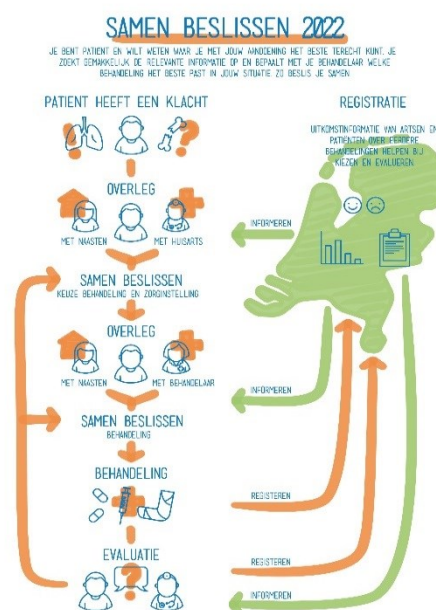 SAMEN BESLISSEN 2022
JE BENT PATIENT EN WILT WETEN WAAR JE MET JOUW AANDOENING HET BESTE TERECHT KUNT. JE
ZOEKT GEMAKKELIJK DE RELEVANTE INFORMATIE OP EN BEPAALT MET JE BEHANDELAAR WELKE
BEHANDELING HET BESTE PAST IN JOUW SITUATIE ZO BESLIS JE SAMEN
PATIENT HEEFT EEN KLACHT
? ?
OVERLEG
MET NAASTEN
MET HUISARTS
SAMEN BESLISSEN
KEUZE BEHANDELING EN ZORGINSTELLING
OVERLEG
MET NAASTEN
MET BEHANDELAAR
SAMEN BESLISSEN
BEHANDELING
BEHANDELING
EVALUATIE
?
REGISTRATIE
UITKOMSTINFORMATIE VAN ARTSEN EN
PATIËNTEN OVER EERDERE
BEHANDELINGEN HELPEN BIJ
KIEZEN EN EVALUEREN
INFORMEREN
INFORMEREN
REGISTEREN
REGISTEREN
INFORMEREN